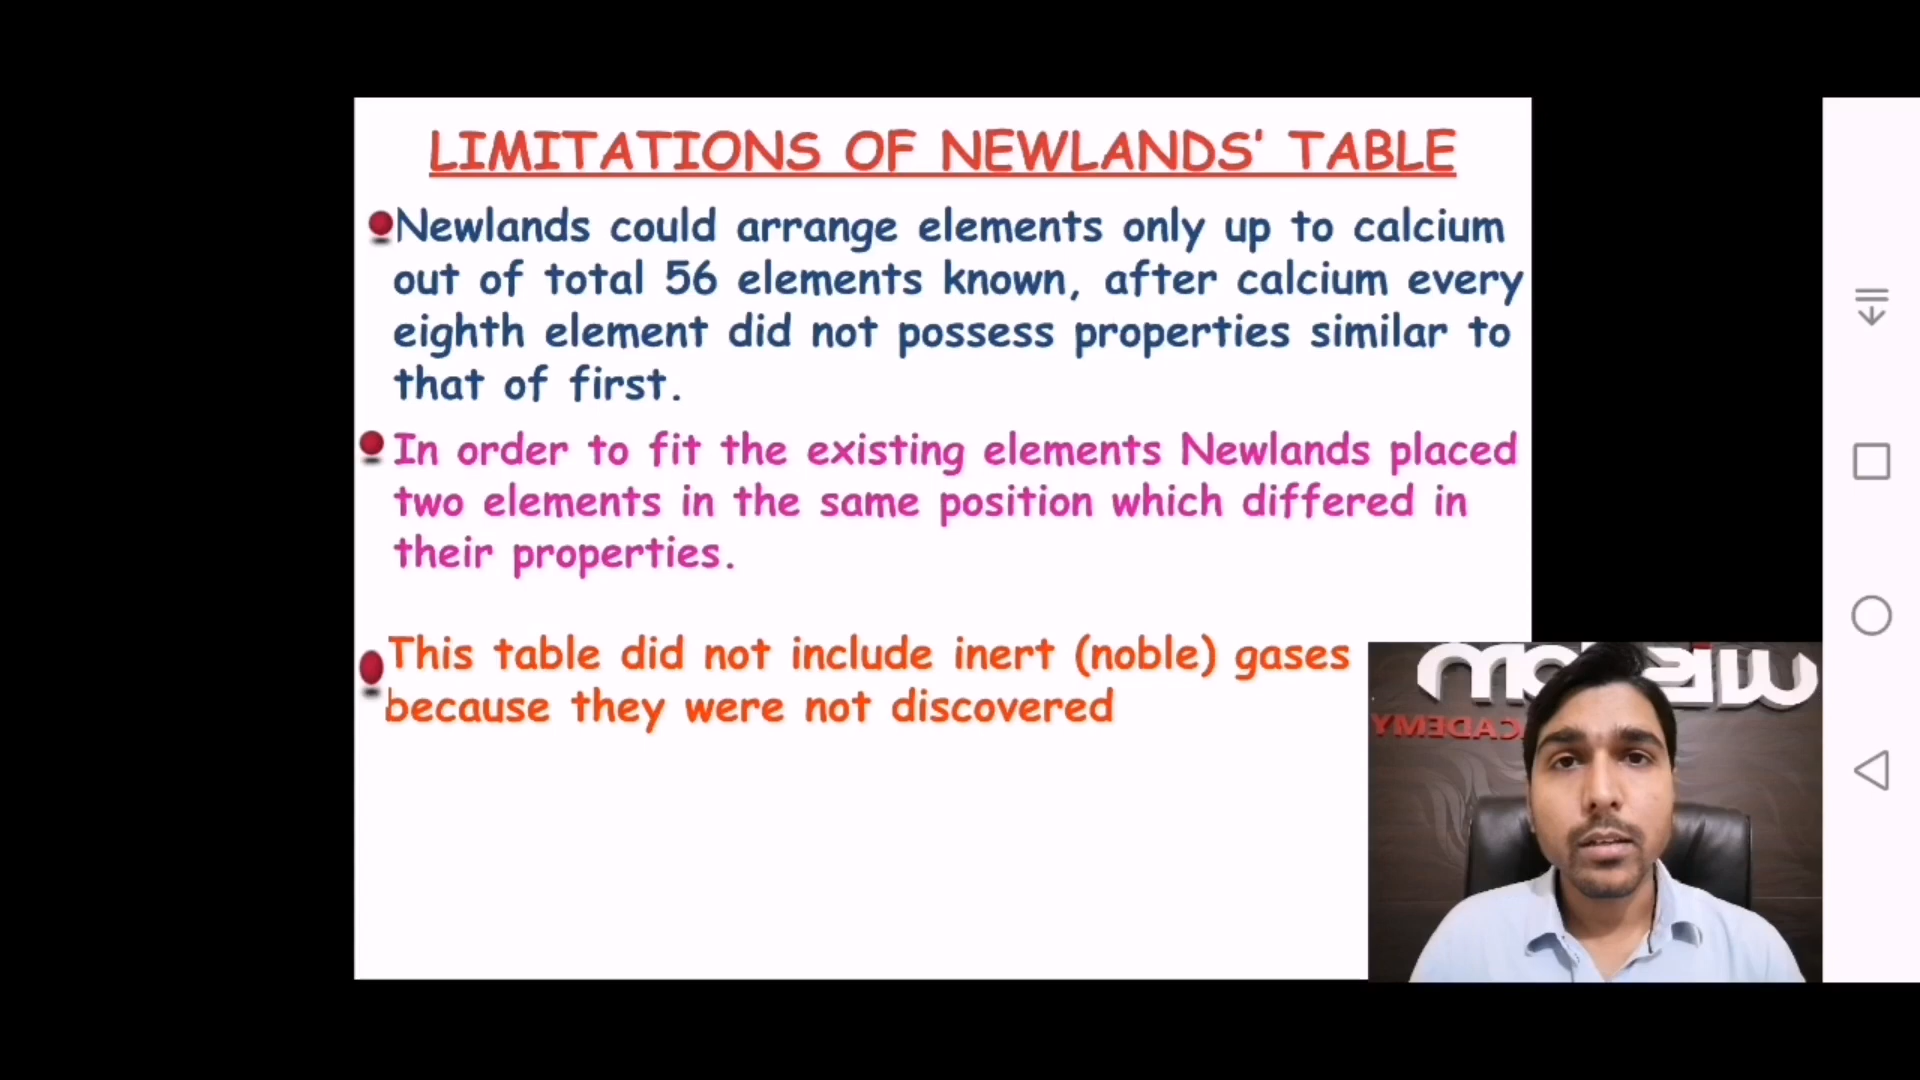 LIMITATIONS OF NEWLANDS' TABLE
Newlands could arrange elements only up to calcium
out of total 56 elements known, after calcium every
eighth element did not possess properties similar to
that of first.
In order to fit the existing elements Newlands placed
two elements in the same position which differed in
their properties.
This table did not include inert (noble) gases
because they were not discovered